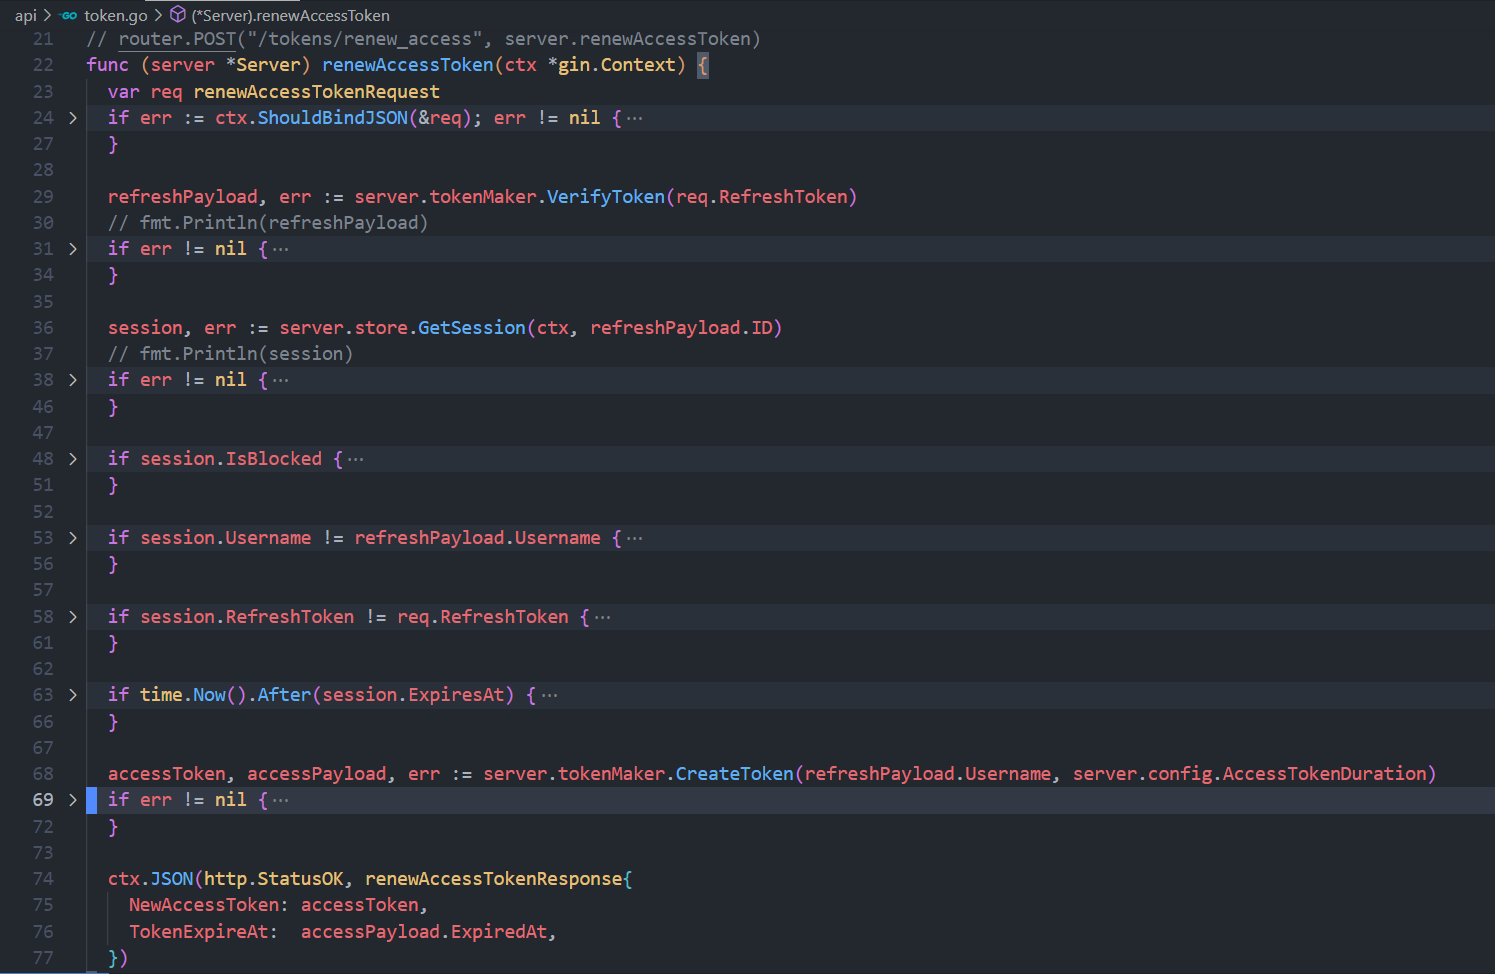 api > GO token.go > (*Server).renewAccessToken
21 // router.POST("/tokens/renew_access", server.renewAccessToken)
22 func (server *Server) renewAccessToken(ctx *gin.Context) {
23 var req renewAccessTokenRequest
24 > if err := ctx.ShouldBindJSON(&req); err != nil {···
27 }
28
29 refreshPayload, err := server.tokenMaker.VerifyToken(req.RefreshToken)
30 // fmt.Println(refreshPayload)
31 > if err != nil {···
34 }
35
36 session, err := server.store.GetSession(ctx, refreshPayload.ID)
37 // fmt.Println(session)
38 > if err != nil {···
46 }
47
48 > if session.IsBlocked {···
51 }
52
53 > if session.Username != refreshPayload.Username {···
56 }
57
58 > if session.RefreshToken != req.RefreshToken {···
61 }
62
63 > if time.Now().After(session.ExpiresAt) {···
66 }
67
68 accessToken, accessPayload, err := server.tokenMaker.CreateToken(refreshPayload.Username, server.config.AccessTokenDuration)
69 > if err != nil {···
72 }
73
74 ctx.JSON(http.StatusOK, renewAccessTokenResponse{
75 NewAccessToken: accessToken,
76 TokenExpireAt: accessPayload.ExpiredAt,
77 })